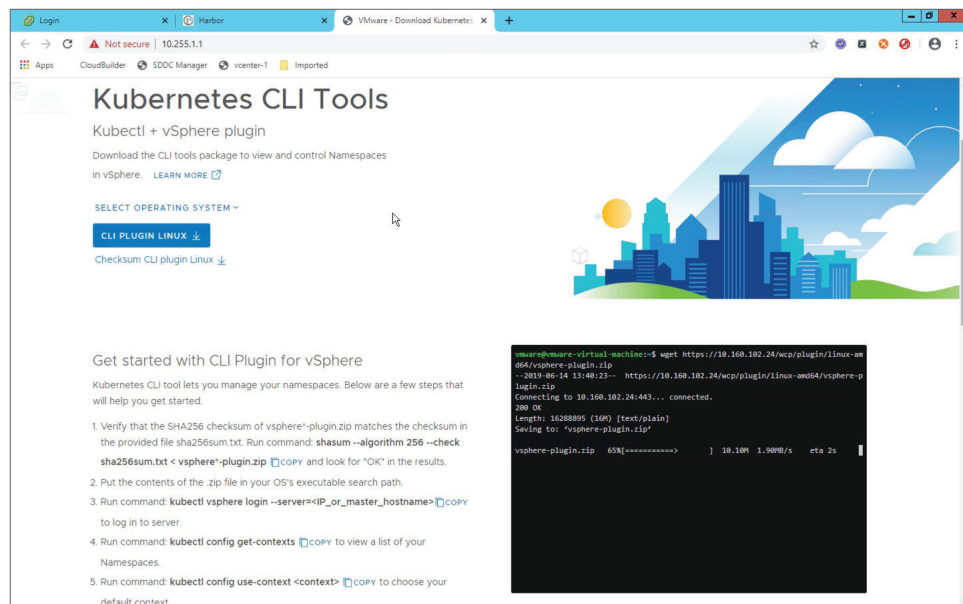 Login
Harbor
VMware - Download Kubernetes
Not secure | 10.255.1.1
Apps
CloudBuilder
SDDC Manager
vcenter-1
Imported
Kubernetes CLI Tools
Kubectl + vSphere plugin
Download the CLI tools package to view and control Namespaces
in vSphere. LEARN MORE
SELECT OPERATING SYSTEM
CLI PLUGIN LINUX
Checksum CLI plugin Linux
Get started with CLI Plugin for vSphere
Kubernetes CLI tool lets you manage your namespaces. Below are a few steps that
will help you get started.
1. Verify that the SHA256 checksum of vsphere*-plugin.zip matches the checksum in
the provided file sha256sum.txt. Run command: shasum --algorithm 256 --check
sha256sum.txt < vsphere*-plugin.zip COPY and look for "OK" in the results.
2. Put the contents of the .zip file in your OS's executable search path.
3. Run command: kubectl vsphere login --server=<IP_or_master_hostname> COPY
to log in to server.
4. Run command: kubectl config get-contexts COPY to view a list of your
Namespaces.
5. Run command: kubectl config use-context <context> COPY to choose your
default context.
vmware@vmware-virtual-machine:~$ wget https://10.160.102.24/wcp/plugin/linux-am
d64/vsphere-plugin.zip
--2019-06-14 13:40:23-- https://10.160.102.24/wcp/plugin/linux-amd64/vsphere-p
lugin.zip
Connecting to 10.160.102.24:443... connected.
200 OK
Length: 16288895 (16M) [text/plain]
Saving to: ‘vsphere-plugin.zip’
vsphere-plugin.zip 65%[===========> ] 10.10M 1.90MB/s eta 2s